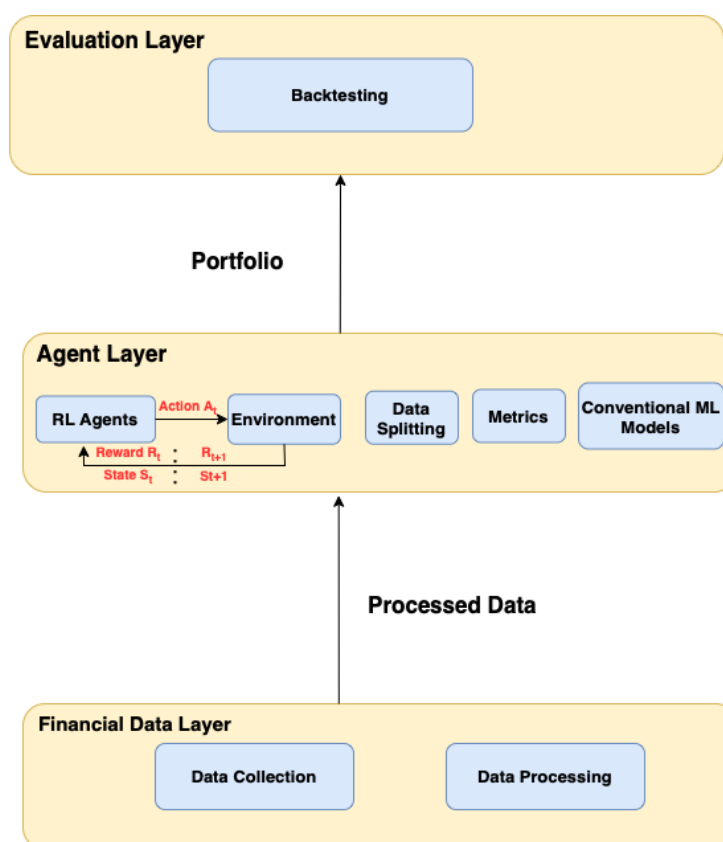 Evaluation Layer
Backtesting
Portfolio
Agent Layer
RL Agents
Action Aₜ
Environment
Data
Splitting
Metrics
Conventional ML
Models
Reward Rₜ
Rₜ₊₁
State Sₜ
St+1
Processed Data
Financial Data Layer
Data Collection
Data Processing